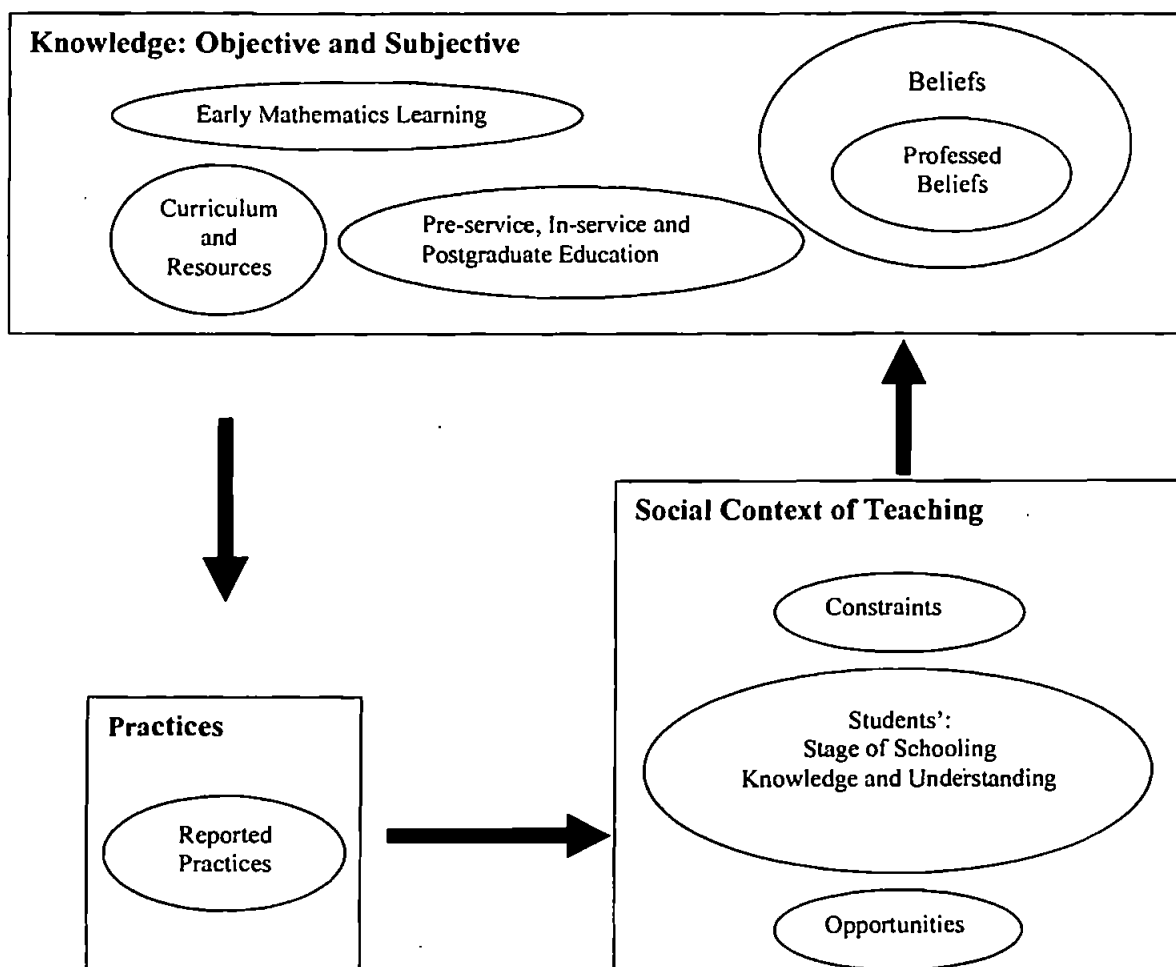 Knowledge: Objective and Subjective
Early Mathematics Learning
Beliefs
Professed
Beliefs
Curriculum
and
Resources
Pre-service, In-service and
Postgraduate Education
Social Context of Teaching
Constraints
Students':
Stage of Schooling
Knowledge and Understanding
Opportunities
Practices
Reported
Practices